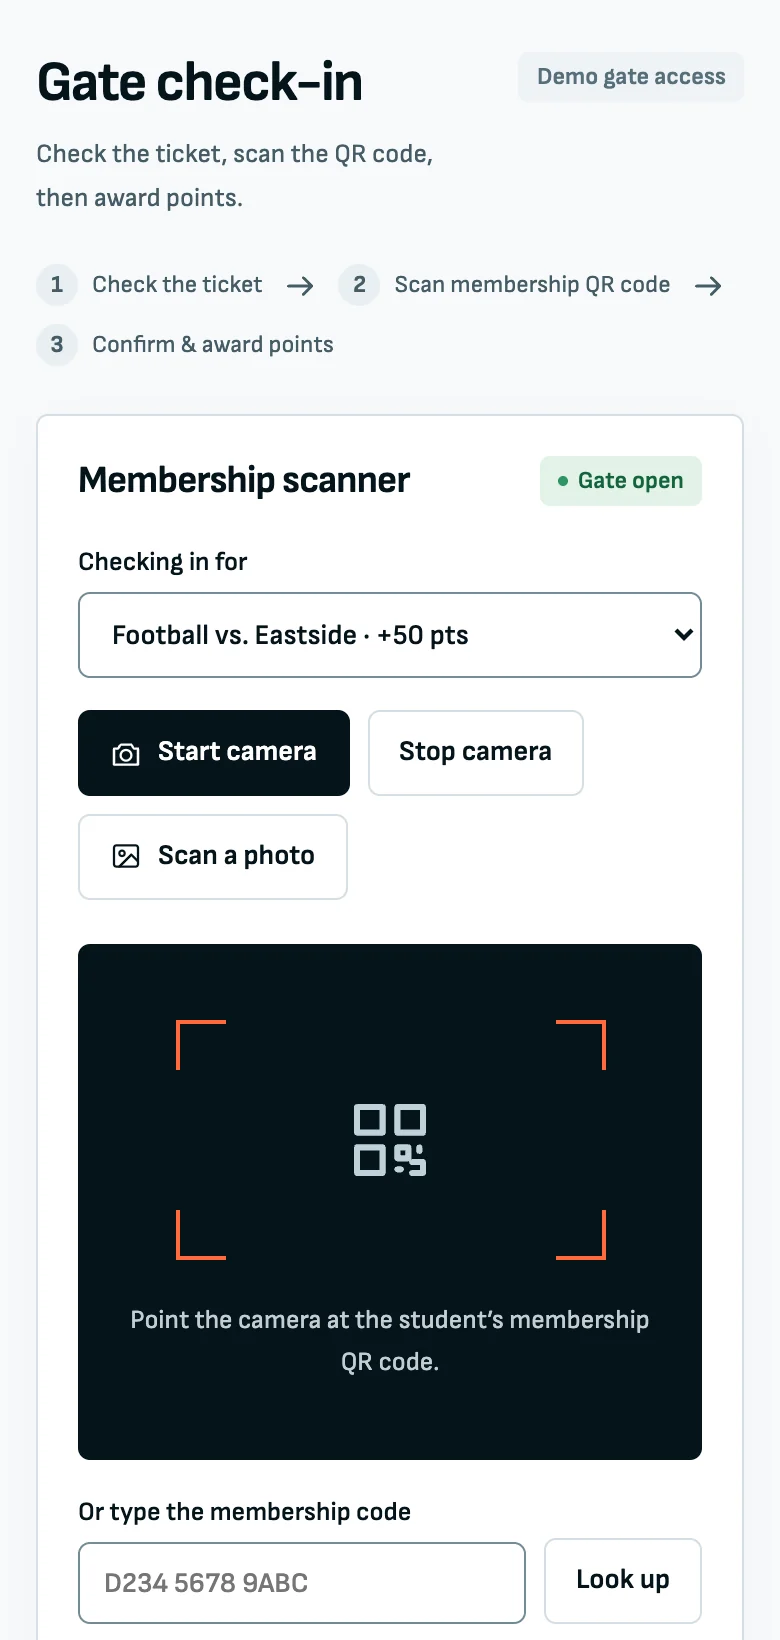 Gate check-in
Demo gate access
Check the ticket, scan the QR code,
then award points.
1 Check the ticket → 2 Scan membership QR code →
3 Confirm & award points
Membership scanner
Gate open
Checking in for
Football vs. Eastside · +50 pts
Start camera
Stop camera
Scan a photo
Point the camera at the student’s membership
QR code.
Or type the membership code
D234 5678 9ABC
Look up